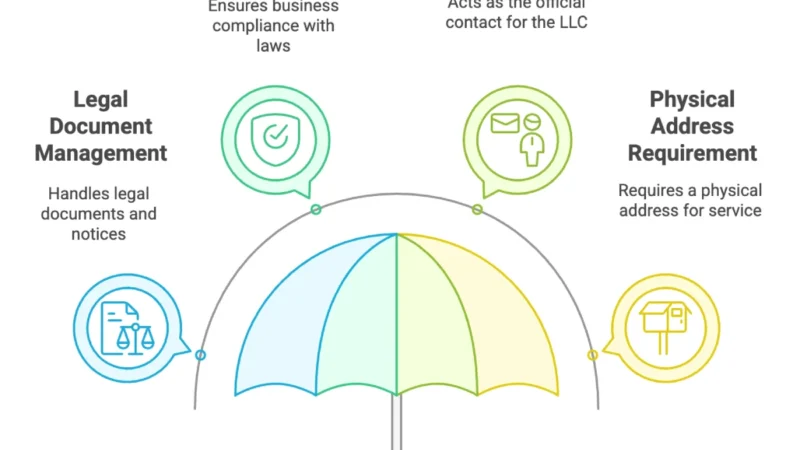 Ensures business
compliance with
laws
Acts as the official
contact for the LLC
Legal
Document
Management
Handles legal
documents and
notices
Physical
Address
Requirement
Requires a physical
address for service